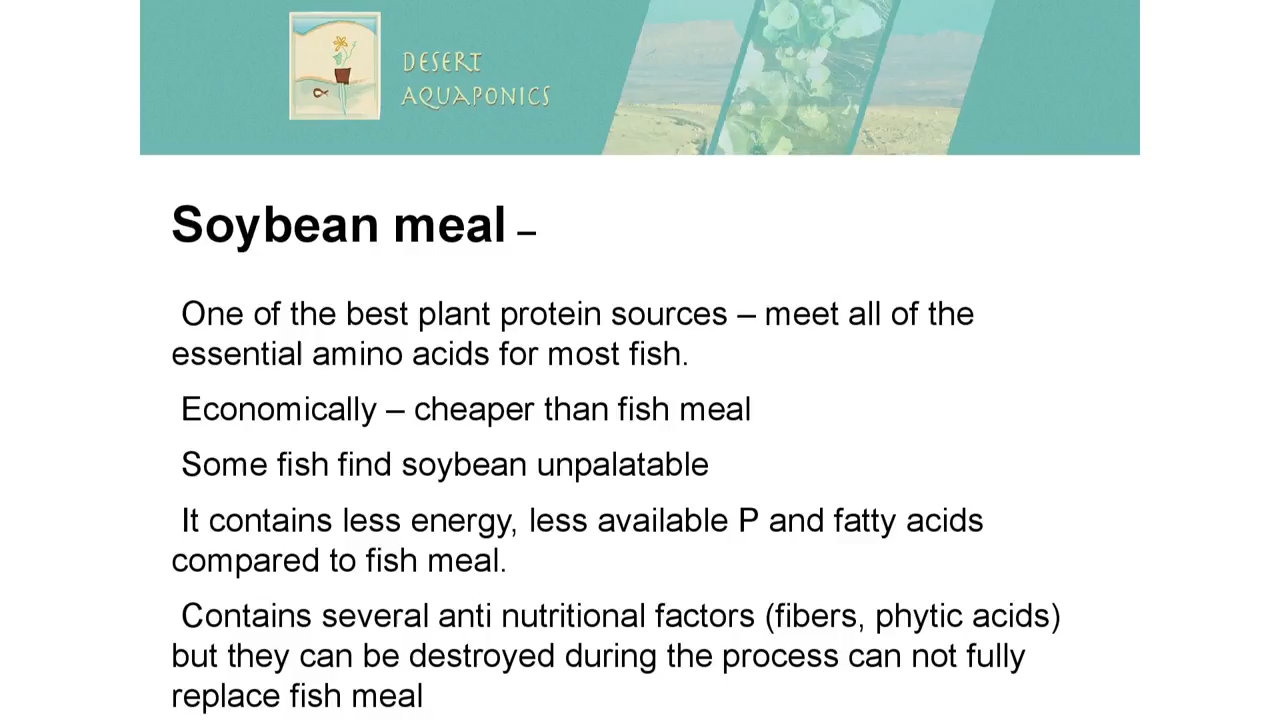 DESERT
AQUAPONICS
Soybean meal –
One of the best plant protein sources – meet all of the
essential amino acids for most fish.
Economically – cheaper than fish meal
Some fish find soybean unpalatable
It contains less energy, less available P and fatty acids
compared to fish meal.
Contains several anti nutritional factors (fibers, phytic acids)
but they can be destroyed during the process can not fully
replace fish meal